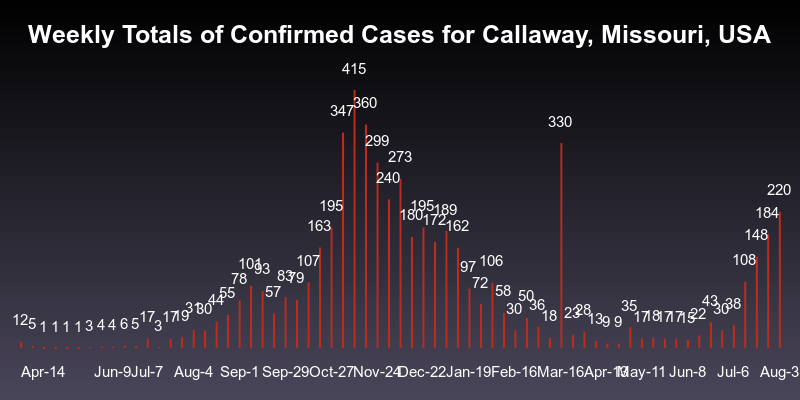 Weekly Totals of Confirmed Cases for Callaway, Missouri, USA
12 5 1 1 1 1 3 4 4 6 5 17 3 17 19 31 30 44 55 78 101 93 57 83 79 107 163 195 347 415 360 299 240 273 180 195 172 189 162 97 72 106 58 30 50 36 18 330 23 28 13 9 9 35 17 18 17 17 15 22 43 30 38 108 148 184 220
Apr-14 Jun-9 Jul-7 Aug-4 Sep-1 Sep-29 Oct-27 Nov-24 Dec-22 Jan-19 Feb-16 Mar-16 Apr-13 May-11 Jun-8 Jul-6 Aug-3